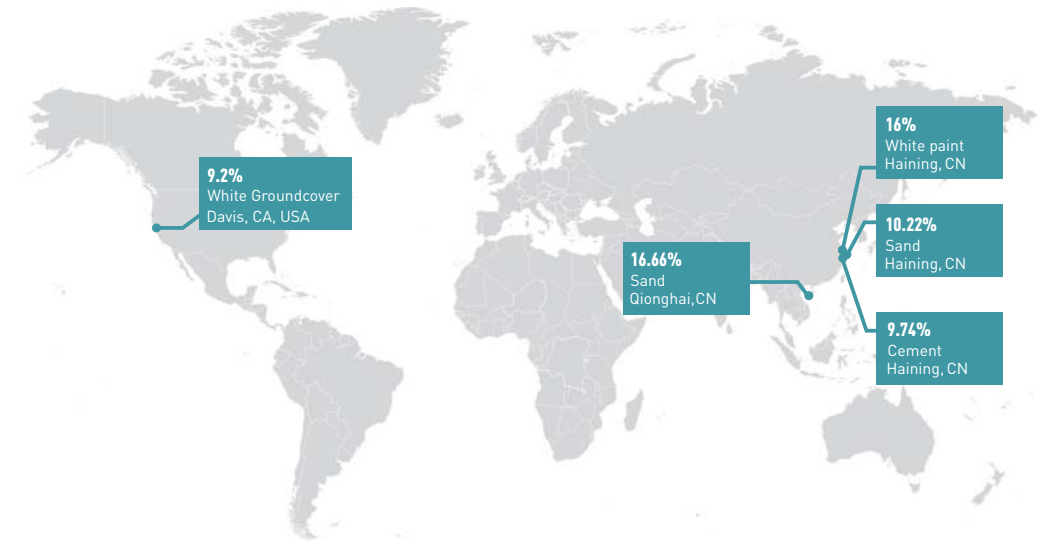 16%
White paint
Haining, CN
9.2%
White Groundcover
Davis, CA, USA
10.22%
Sand
Haining, CN
16.66%
Sand
Qionghai,CN
9.74%
Cement
Haining, CN